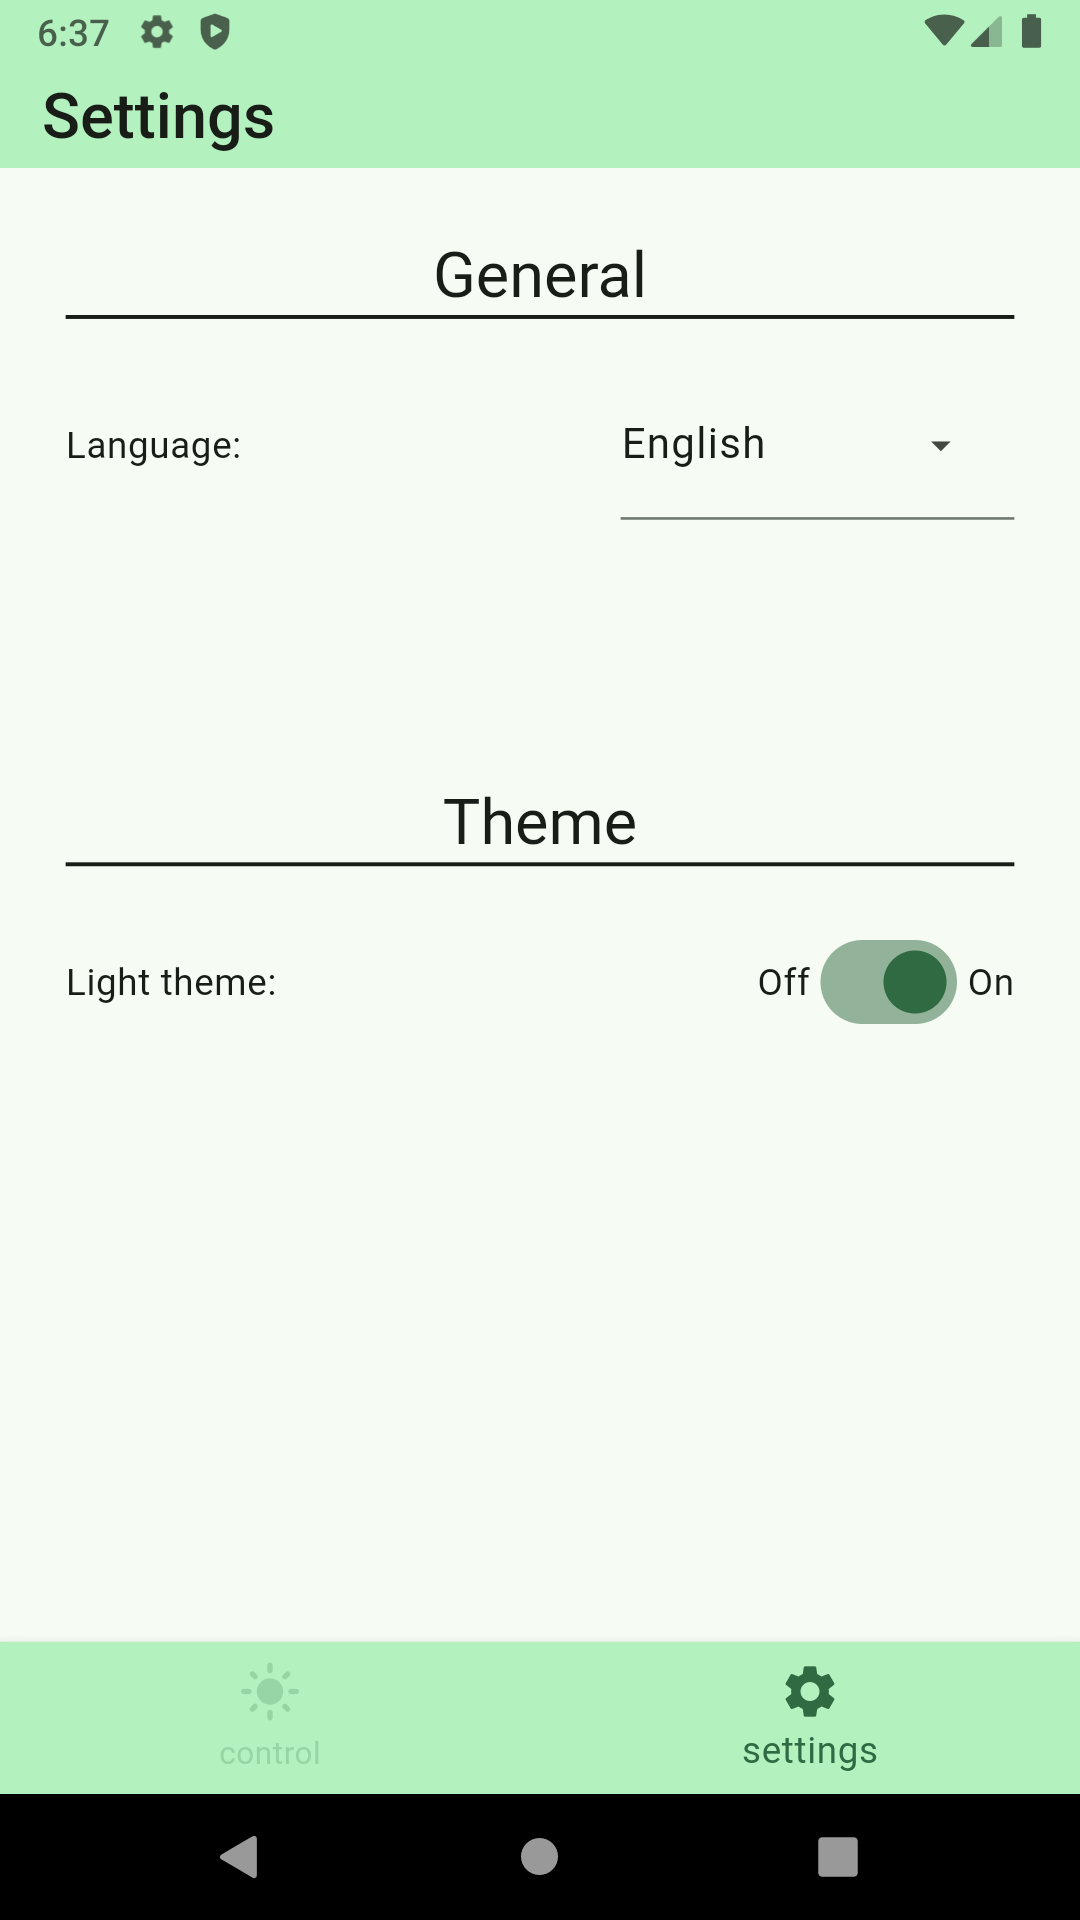 6:37
Settings
General
Language: English
Theme
Light theme: Off On
control settings